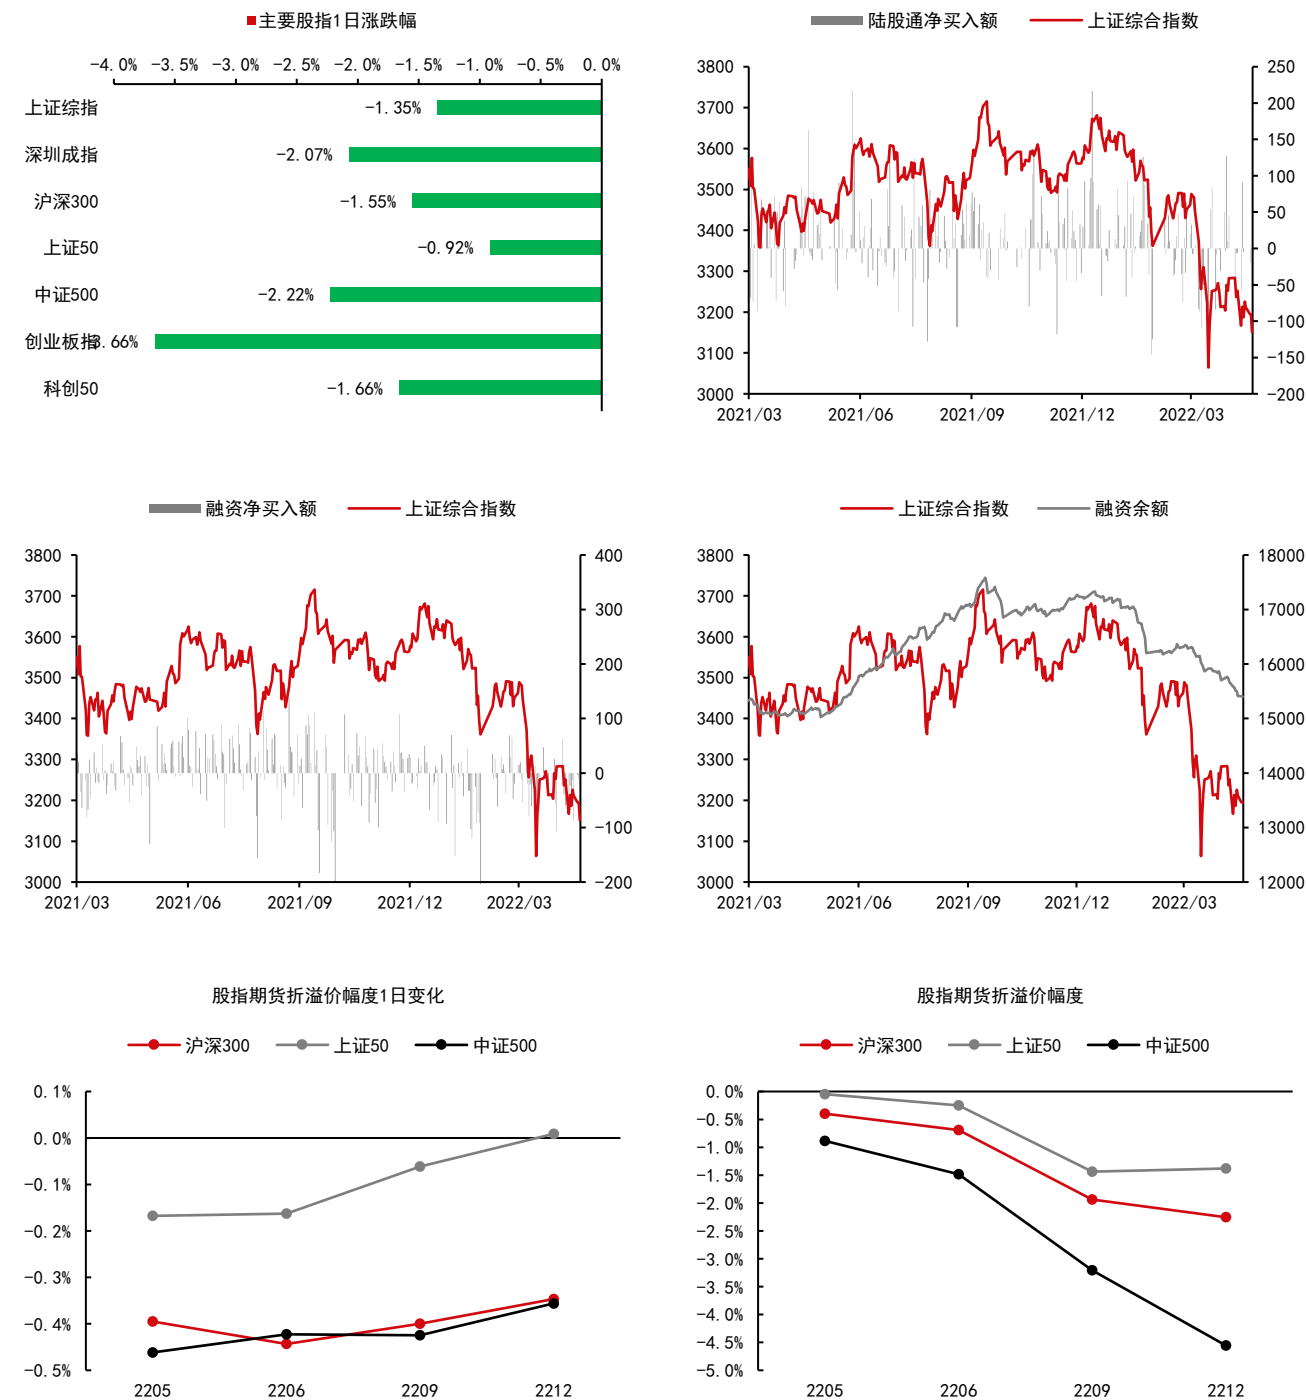 主要股指1日涨跌幅
-4.0% -3.5% -3.0% -2.5% -2.0% -1.5% -1.0% -0.5% 0.0%
上证综指 -1.35%
深圳成指 -2.07%
沪深300 -1.55%
上证50 -0.92%
中证500 -2.22%
创业板指 3.66%
科创50 -1.66%
陆股通净买入额 上证综合指数
3800 250
3700 200
3600 150
3500 100
3400 50
3300 0
3200 -50
3100 -100
3000 -150
-200
2021/03 2021/06 2021/09 2021/12 2022/03
融资净买入额 上证综合指数
3800 400
3700 300
3600 200
3500 100
3400 0
3300 -100
3200 -200
3100
3000
2021/03 2021/06 2021/09 2021/12 2022/03
上证综合指数 融资余额
3800 18000
3700 17000
3600 16000
3500 15000
3400 14000
3300 13000
3200 12000
3100
3000
2021/03 2021/06 2021/09 2021/12 2022/03
股指期货折溢价幅度1日变化
沪深300 上证50 中证500
0.1%
0.0%
-0.1%
-0.2%
-0.3%
-0.4%
-0.5%
2205 2206 2209 2212
股指期货折溢价幅度
沪深300 上证50 中证500
0.0%
-0.5%
-1.0%
-1.5%
-2.0%
-2.5%
-3.0%
-3.5%
-4.0%
-4.5%
-5.0%
2205 2206 2209 2212